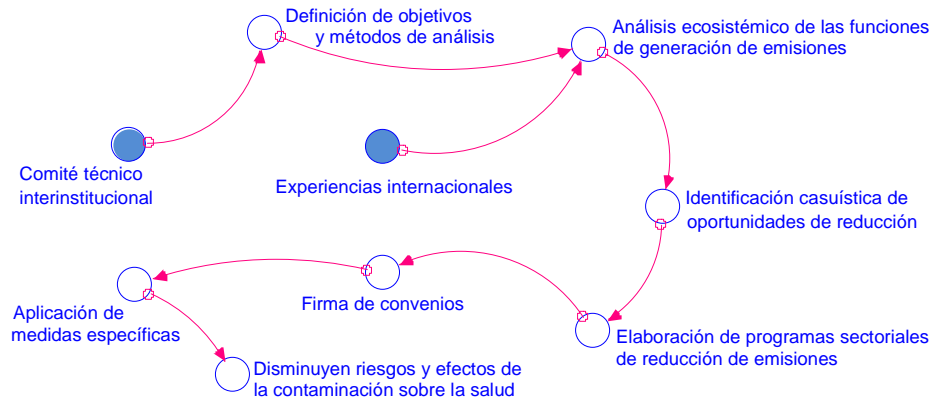 Definición de objetivos
y métodos de análisis
Análisis ecosistémico de las funciones
de generación de emisiones
Comité técnico
interinstitucional
Experiencias internacionales
Identificación casuística de
oportunidades de reducción
Firma de convenios
Aplicación de
medidas específicas
Elaboración de programas sectoriales
de reducción de emisiones
Disminuyen riesgos y efectos de
la contaminación sobre la salud